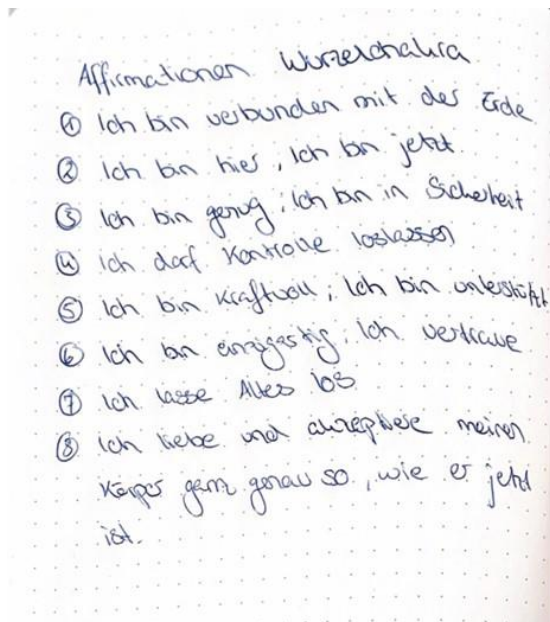 Affirmationen Wurzelchakra
① Ich bin verbunden mit der Erde
② Ich bin hier, Ich bin jetzt
③ Ich bin genug, Ich bin in Sicherheit
④ Ich darf Kontrolle loslassen
⑤ Ich bin Kraftvoll, Ich bin unterstützt
⑥ Ich bin einzigartig, ich vertraue
⑦ Ich lasse Alles los
⑧ Ich liebe und akzeptiere meinen
Körper ganz genau so, wie er jetzt
ist.